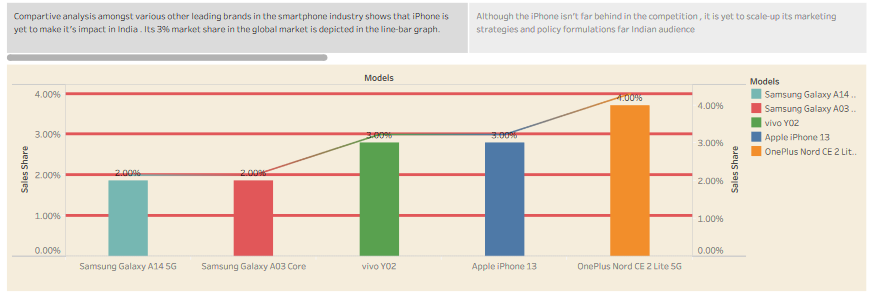 Compartive analysis amongst various other leading brands in the smartphone industry shows that iPhone is
yet to make it's impact in India . Its 3% market share in the global market is depicted in the line-bar graph.
Although the iPhone isn't far behind in the competition , it is yet to scale-up its marketing
strategies and policy formulations far Indian audience
Models
4.00%
3.00%
2.00%
1.00%
0.00%
Sales Share
2.00%
2.00%
3.00%
3.00%
4.00%
4.00%
3.00%
2.00%
1.00%
0.00%
Sales Share
Samsung Galaxy A14 5G
Samsung Galaxy A03 Core
vivo Y02
Apple iPhone 13
OnePlus Nord CE 2 Lite 5G
Models
Samsung Galaxy A14 ..
Samsung Galaxy A03 ..
vivo Y02
Apple iPhone 13
OnePlus Nord CE 2 Lit..